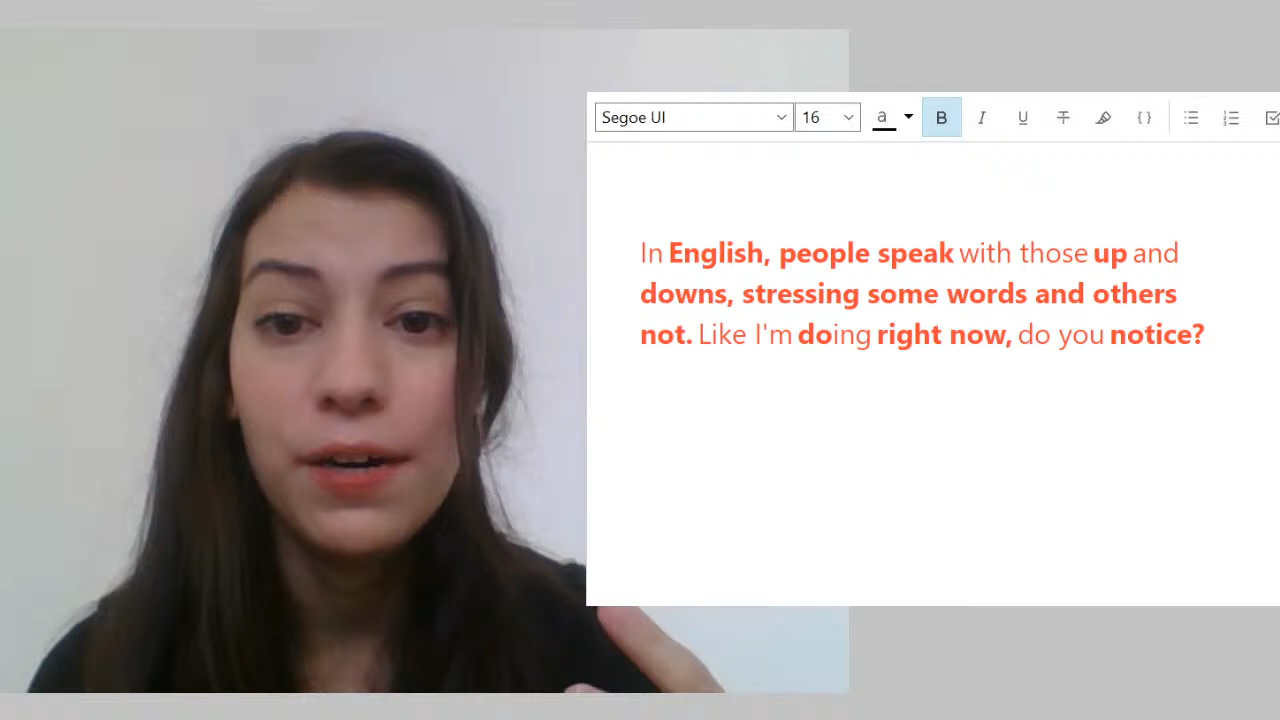 Segoe UI 16 a B I U T { }
In English, people speak with those up and
downs, stressing some words and others
not. Like I'm doing right now, do you notice?